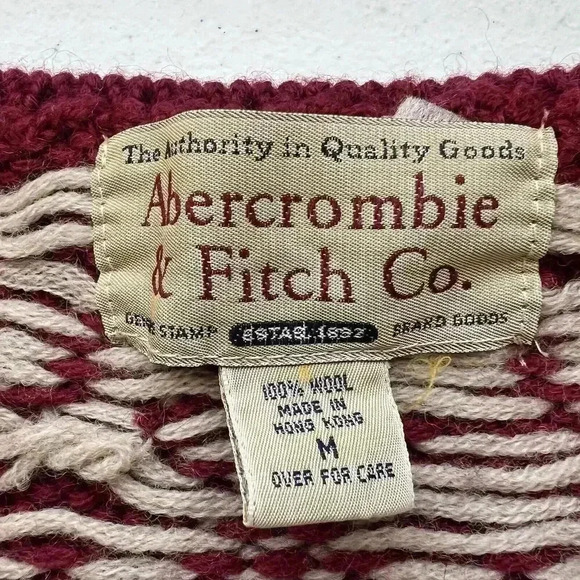 The Authority in Quality Goods
Abercrombie
& Fitch Co.
STAMP ESTAB. 1892 BRAND GOODS
100% WOOL
MADE IN
HONG KONG
M
OVER FOR CARE